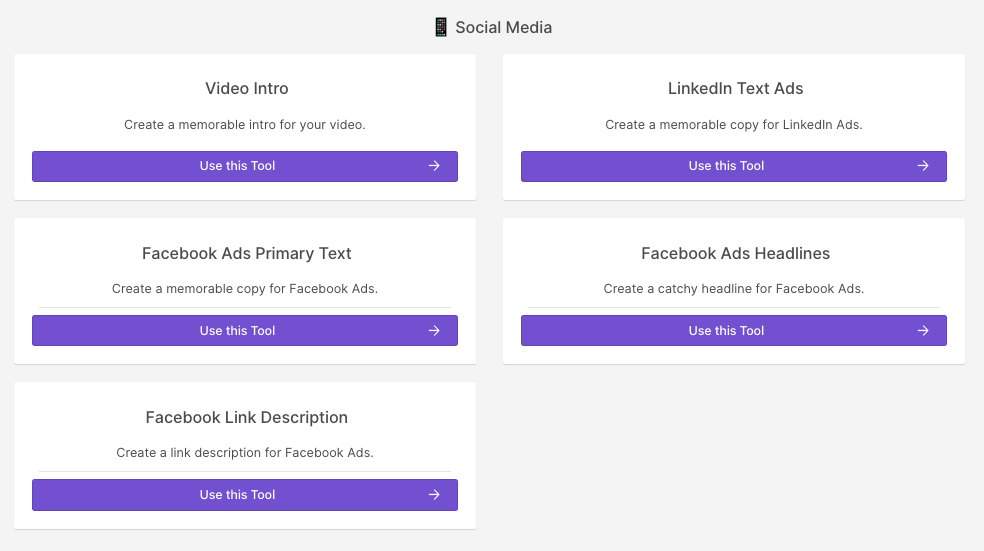 📱 Social Media
Video Intro
Create a memorable intro for your video.
Use this Tool →
LinkedIn Text Ads
Create a memorable copy for LinkedIn Ads.
Use this Tool →
Facebook Ads Primary Text
Create a memorable copy for Facebook Ads.
Use this Tool →
Facebook Ads Headlines
Create a catchy headline for Facebook Ads.
Use this Tool →
Facebook Link Description
Create a link description for Facebook Ads.
Use this Tool →